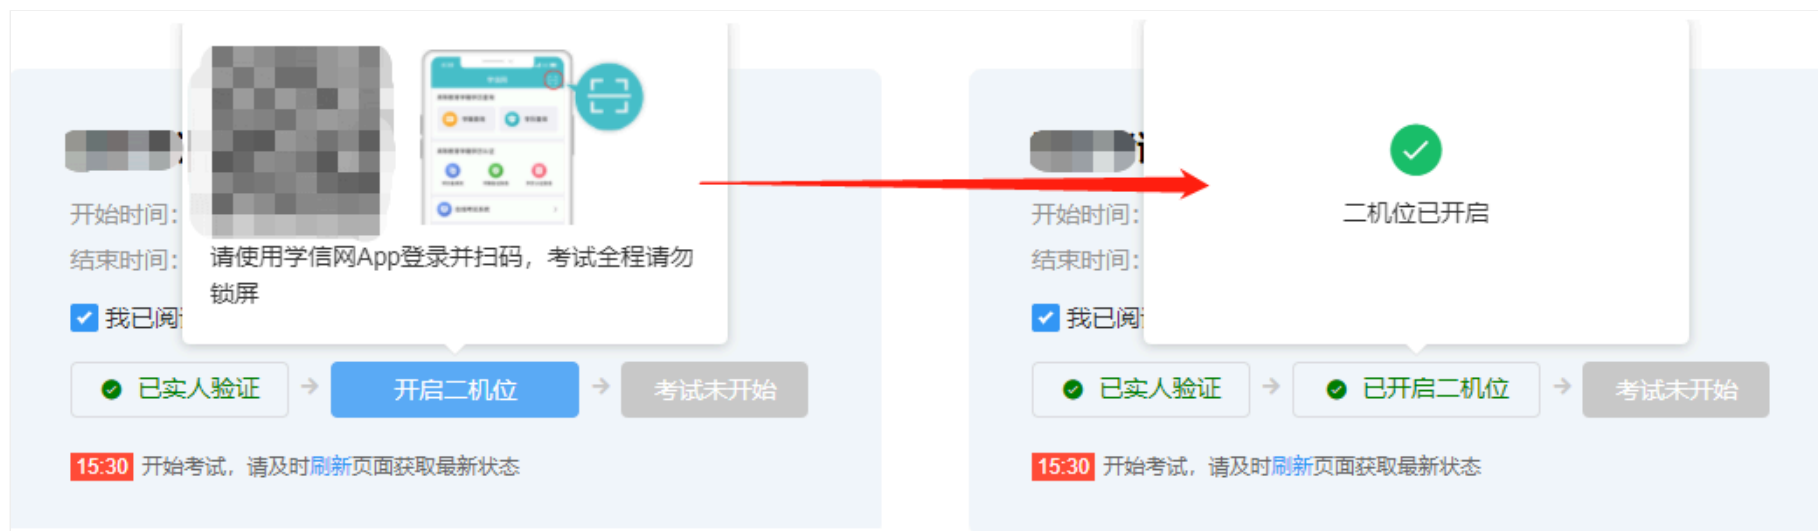 请使用学信网App登录并扫码，考试全程请勿
锁屏
开始时间：
结束时间：
我已阅
已实人验证
开启二机位
考试未开始
15:30 开始考试，请及时刷新页面获取最新状态
二机位已开启
开始时间：
结束时间：
我已阅
已实人验证
已开启二机位
考试未开始
15:30 开始考试，请及时刷新页面获取最新状态